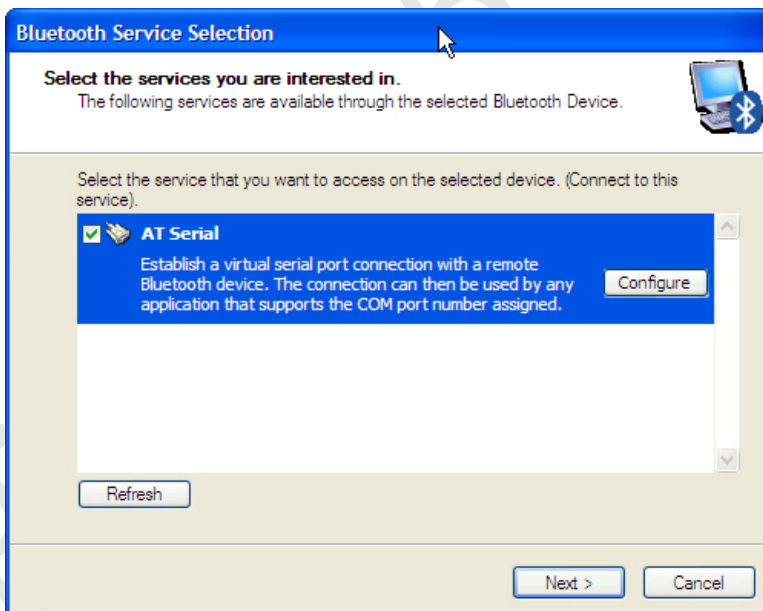 Bluetooth Service Selection
Select the services you are interested in.
The following services are available through the selected Bluetooth Device.
Select the service that you want to access on the selected device. (Connect to this
service).
AT Serial
Establish a virtual serial port connection with a remote
Bluetooth device. The connection can then be used by any
application that supports the COM port number assigned.
Configure
Refresh
Next >
Cancel